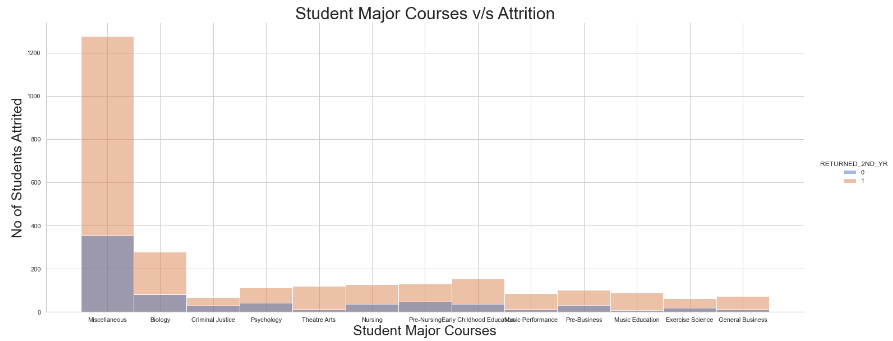 Student Major Courses v/s Attrition
No of Students Attrited
1200
1000
800
600
400
200
0
Miscellaneous Biology Criminal Justice Psychology Theatre Arts Nursing Pre-Nursing Early Childhood Education Music Performance Pre-Business Music Education Exercise Science General Business
Student Major Courses
RETURNED_2ND_YR
0
1